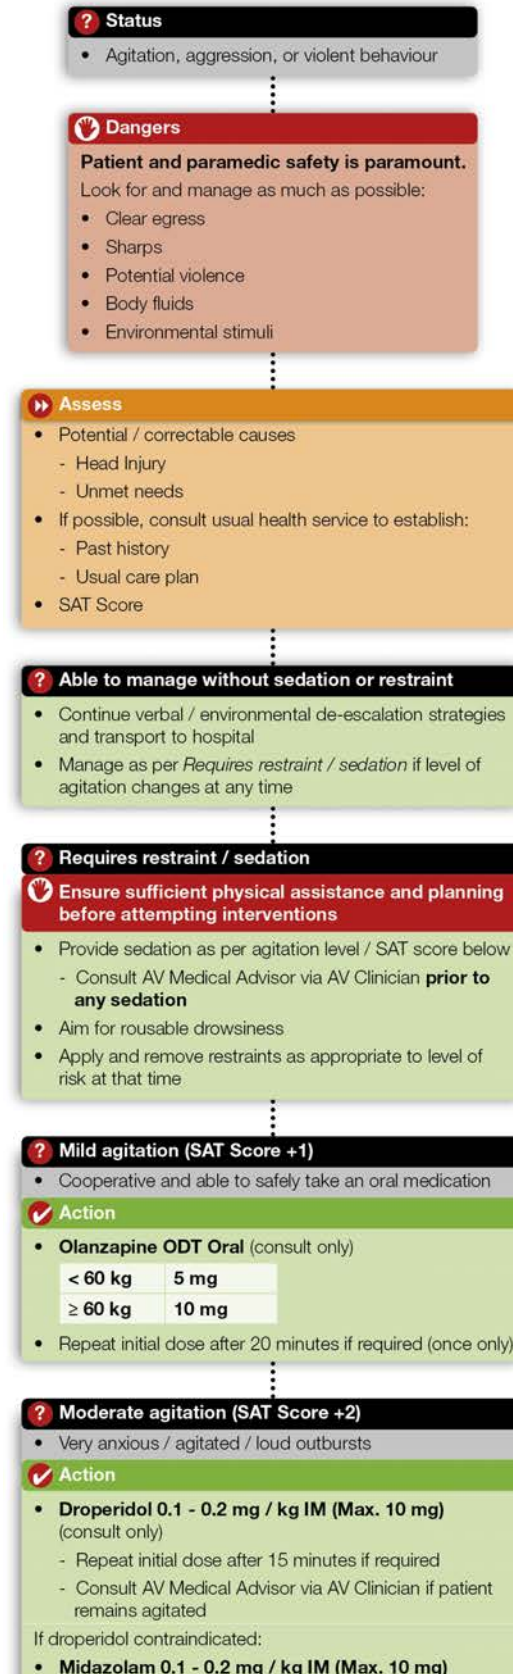 Status
• Agitation, aggression, or violent behaviour
Dangers
Patient and paramedic safety is paramount.
Look for and manage as much as possible:
• Clear egress
• Sharps
• Potential violence
• Body fluids
• Environmental stimuli
Assess
• Potential / correctable causes
- Head Injury
- Unmet needs
• If possible, consult usual health service to establish:
- Past history
- Usual care plan
• SAT Score
Able to manage without sedation or restraint
• Continue verbal / environmental de-escalation strategies
and transport to hospital
• Manage as per Requires restraint / sedation if level of
agitation changes at any time
Requires restraint / sedation
Ensure sufficient physical assistance and planning
before attempting interventions
• Provide sedation as per agitation level / SAT score below
- Consult AV Medical Advisor via AV Clinician prior to
any sedation
• Aim for rousable drowsiness
• Apply and remove restraints as appropriate to level of
risk at that time
Mild agitation (SAT Score +1)
• Cooperative and able to safely take an oral medication
Action
• Olanzapine ODT Oral (consult only)
< 60 kg 5 mg
≥ 60 kg 10 mg
• Repeat initial dose after 20 minutes if required (once only)
Moderate agitation (SAT Score +2)
• Very anxious / agitated / loud outbursts
Action
• Droperidol 0.1 - 0.2 mg / kg IM (Max. 10 mg)
(consult only)
- Repeat initial dose after 15 minutes if required
- Consult AV Medical Advisor via AV Clinician if patient
remains agitated
If droperidol contraindicated:
• Midazolam 0.1 - 0.2 mg / kg IM (Max. 10 mg)